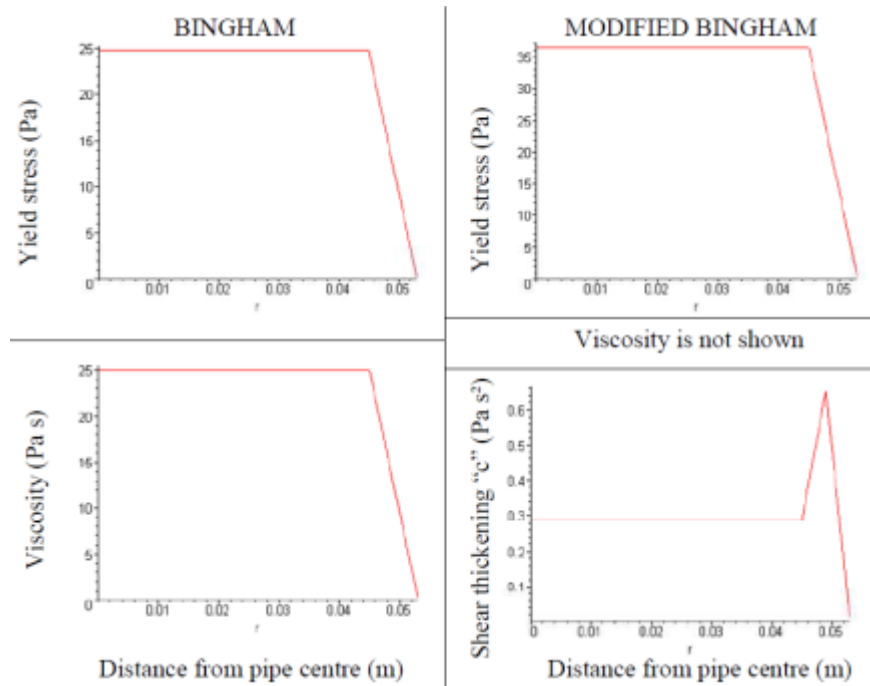 BINGHAM
Yield stress (Pa)
25
20
15
10
5
0
0.01 0.02 0.03 0.04 0.05
r
MODIFIED BINGHAM
Yield stress (Pa)
35
30
25
20
15
10
5
0
0.01 0.02 0.03 0.04 0.05
r
Viscosity is not shown
Viscosity (Pa s)
25
20
15
10
5
0
0.01 0.02 0.03 0.04 0.05
r
Distance from pipe centre (m)
Shear thickening “c” (Pa s²)
0.6
0.5
0.4
0.3
0.2
0.1
0 0.01 0.02 0.03 0.04 0.05
r
Distance from pipe centre (m)